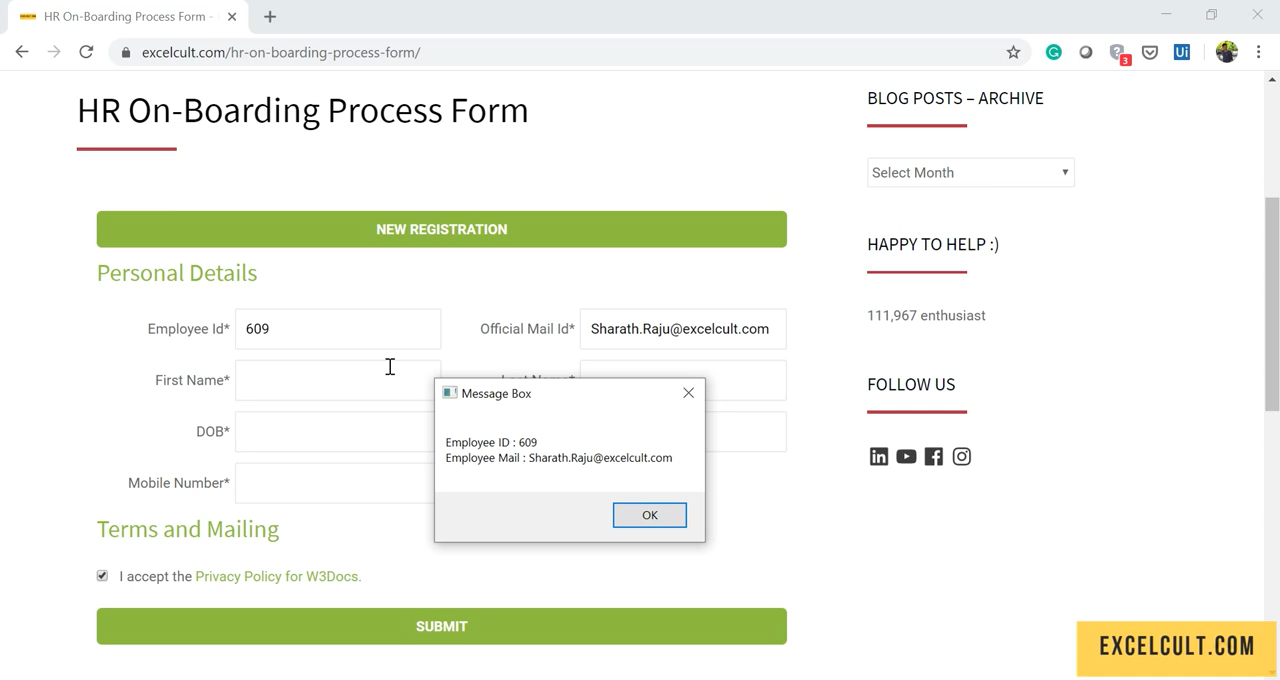 HR On-Boarding Process Form -
excelcult.com/hr-on-boarding-process-form/
3
Ui
HR On-Boarding Process Form
NEW REGISTRATION
Personal Details
Employee Id* 609 Official Mail Id* Sharath.Raju@excelcult.com
First Name*
DOB*
Mobile Number*
Message Box
Employee ID : 609
Employee Mail : Sharath.Raju@excelcult.com
OK
Terms and Mailing
I accept the Privacy Policy for W3Docs.
SUBMIT
BLOG POSTS – ARCHIVE
Select Month
HAPPY TO HELP :)
111,967 enthusiast
FOLLOW US
EXCELCULT.COM